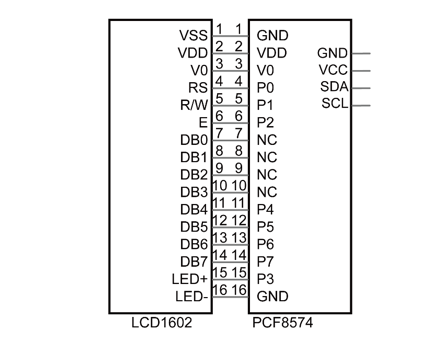 VSS 1 1 GND
VDD 2 2 VDD GND
V0 3 3 V0 VCC
RS 4 4 P0 SDA
R/W 5 5 P1 SCL
E 6 6 P2
DB0 7 7 NC
DB1 8 8 NC
DB2 9 9 NC
DB3 10 10 NC
DB4 11 11 P4
DB5 12 12 P5
DB6 13 13 P6
DB7 14 14 P7
LED+ 15 15 P3
LED- 16 16 GND
LCD1602 PCF8574